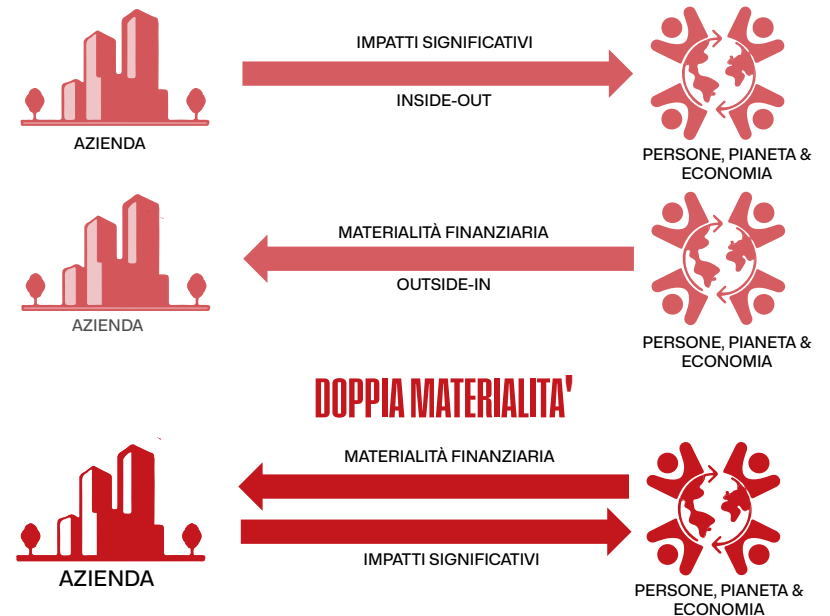 IMPATTI SIGNIFICATIVI
INSIDE-OUT
AZIENDA
PERSONE, PIANETA &
ECONOMIA
MATERIALITÀ FINANZIARIA
OUTSIDE-IN
AZIENDA
PERSONE, PIANETA &
ECONOMIA
DOPPIA MATERIALITA'
MATERIALITÀ FINANZIARIA
IMPATTI SIGNIFICATIVI
AZIENDA
PERSONE, PIANETA &
ECONOMIA